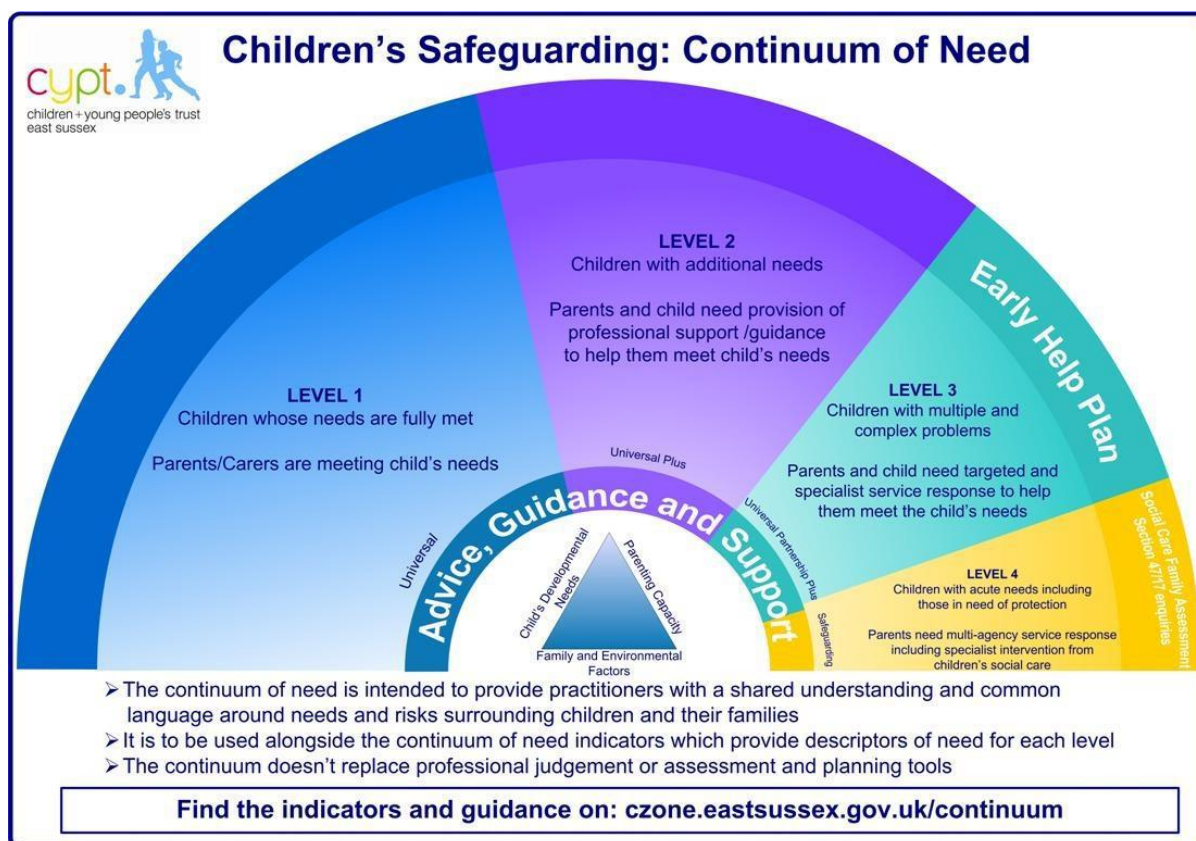 cypt.
children + young people's trust
east sussex
Children's Safeguarding: Continuum of Need
LEVEL 1
Children whose needs are fully met
Parents/Carers are meeting child's needs
LEVEL 2
Children with additional needs
Parents and child need provision of
professional support /guidance
to help them meet child's needs
LEVEL 3
Children with multiple and
complex problems
Parents and child need targeted and
specialist service response to help
them meet the child's needs
Early Help Plan
LEVEL 4
Children with acute needs including
those in need of protection
Parents need multi-agency service response
including specialist intervention from
children's social care
Social Care Family Assessment
Section 47/17 enquiries
Universal
Universal Plus
Universal Partnership Plus
Safeguarding
Advice, Guidance and Support
Child's Developmental
Needs
Parenting Capacity
Family and Environmental
Factors
➢ The continuum of need is intended to provide practitioners with a shared understanding and common
language around needs and risks surrounding children and their families
➢ It is to be used alongside the continuum of need indicators which provide descriptors of need for each level
➢ The continuum doesn't replace professional judgement or assessment and planning tools
Find the indicators and guidance on: czone.eastsussex.gov.uk/continuum